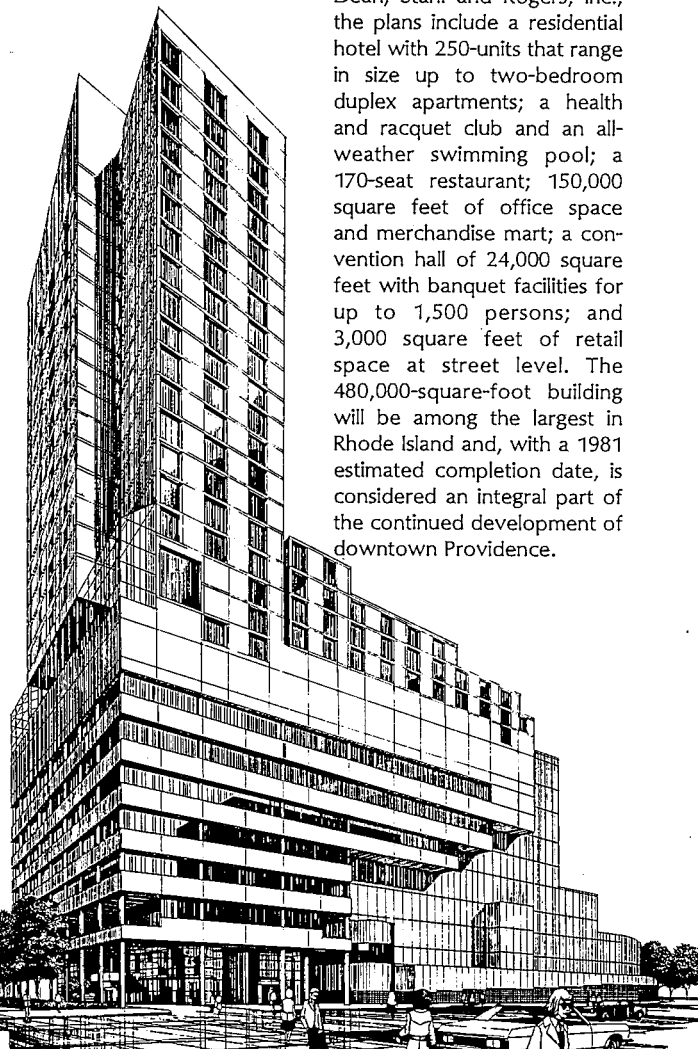 Dean, Stahl and Rogers, Inc.,
the plans include a residential
hotel with 250-units that range
in size up to two-bedroom
duplex apartments; a health
and racquet club and an all-
weather swimming pool; a
170-seat restaurant; 150,000
square feet of office space
and merchandise mart; a con-
vention hall of 24,000 square
feet with banquet facilities for
up to 1,500 persons; and
3,000 square feet of retail
space at street level. The
480,000-square-foot building
will be among the largest in
Rhode Island and, with a 1981
estimated completion date, is
considered an integral part of
the continued development of
downtown Providence.